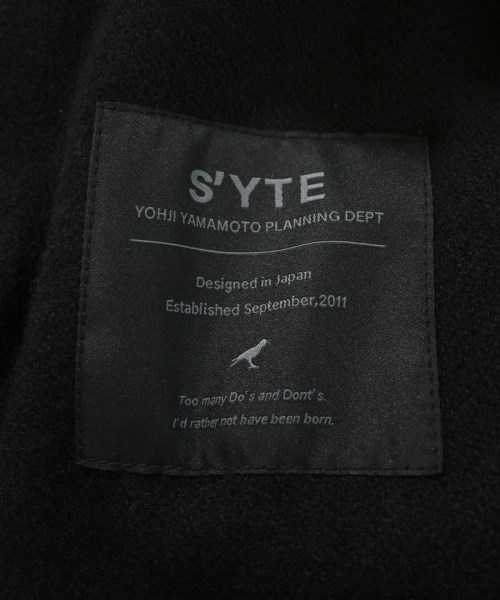 S'YTE
YOHJI YAMAMOTO PLANNING DEPT
Designed in Japan
Established September,2011
Too many Do's and Dont's.
I'd rather not have been born.